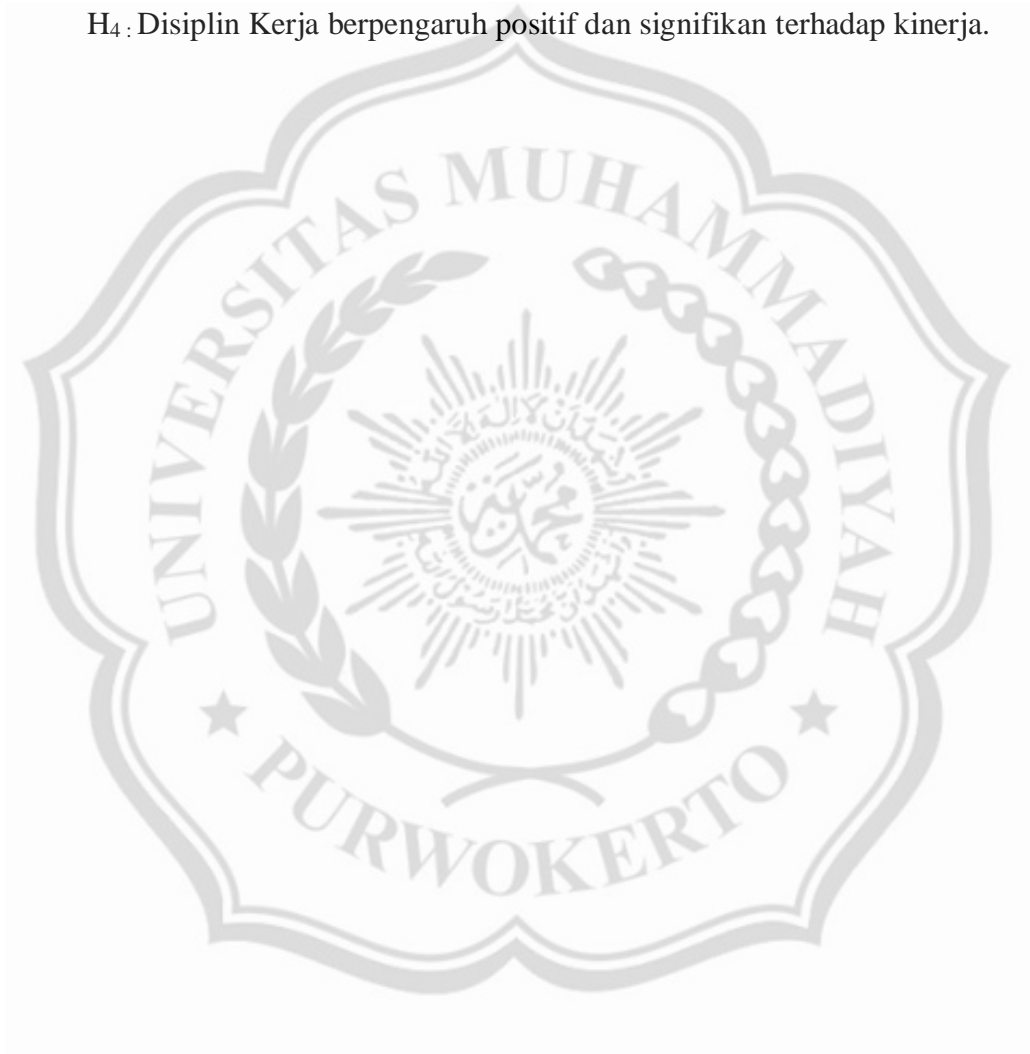 H4 : Disiplin Kerja berpengaruh positif dan signifikan terhadap kinerja.
UNIVERSITAS MUHAMMADIYAH
PURWOKERTO